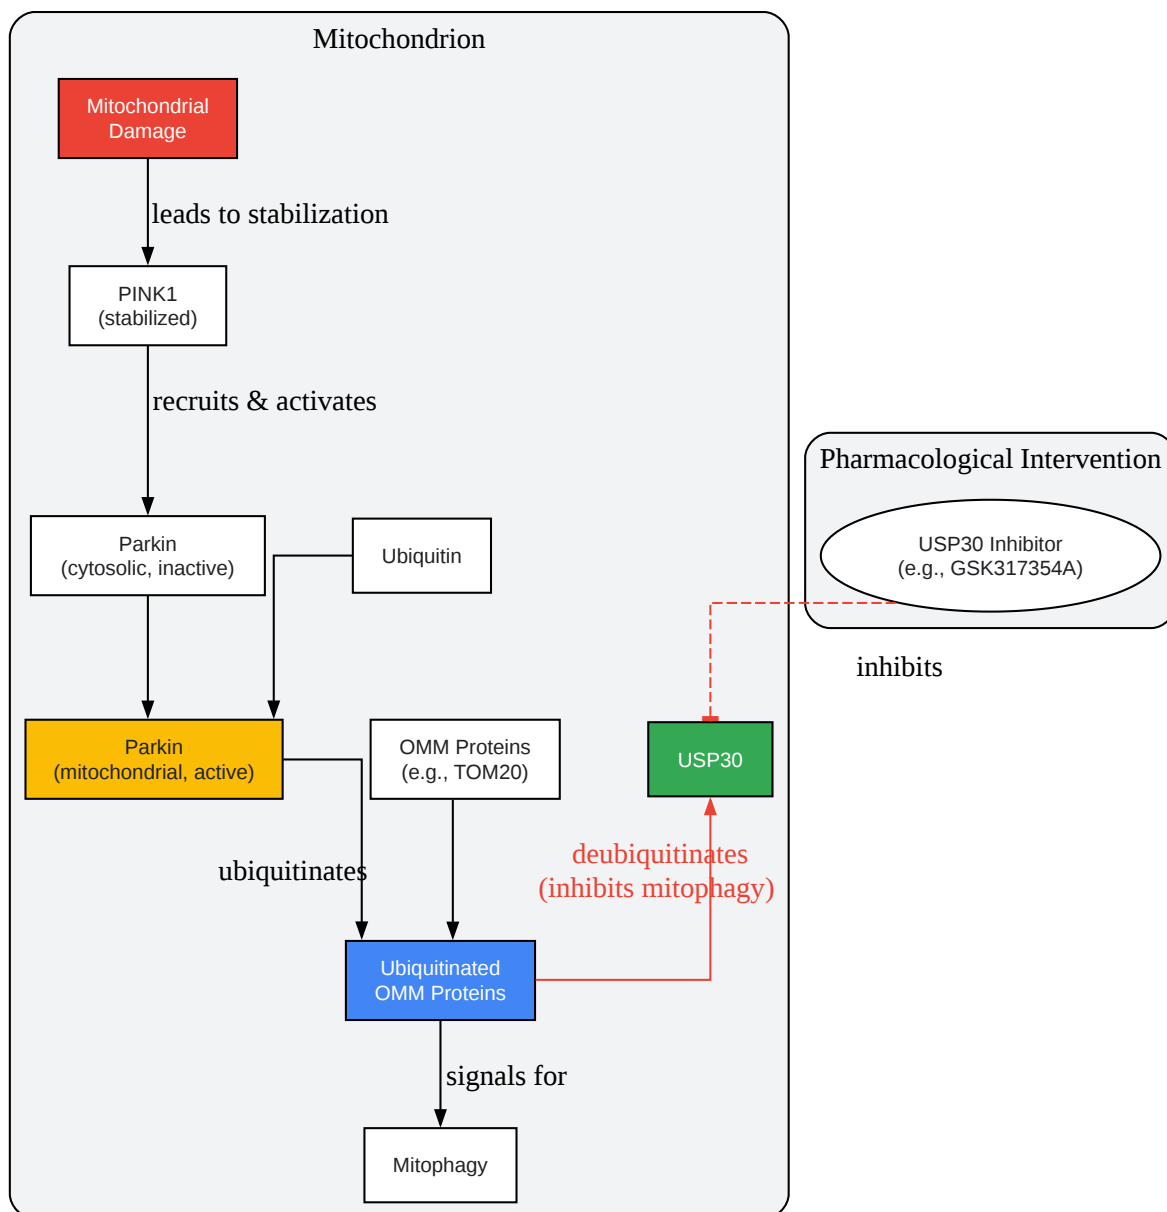 Mitochondrion
Mitochondrial
Damage
leads to stabilization
PINK1
(stabilized)
recruits & activates
Pharmacological Intervention
Parkin
(cytosolic, inactive)
Ubiquitin
USP30 Inhibitor
(e.g., GSK317354A)
inhibits
Parkin
(mitochondrial, active)
OMM Proteins
(e.g., TOM20)
USP30
ubiquitinates
deubiquitinates
(inhibits mitophagy)
Ubiquitinated
OMM Proteins
signals for
Mitophagy